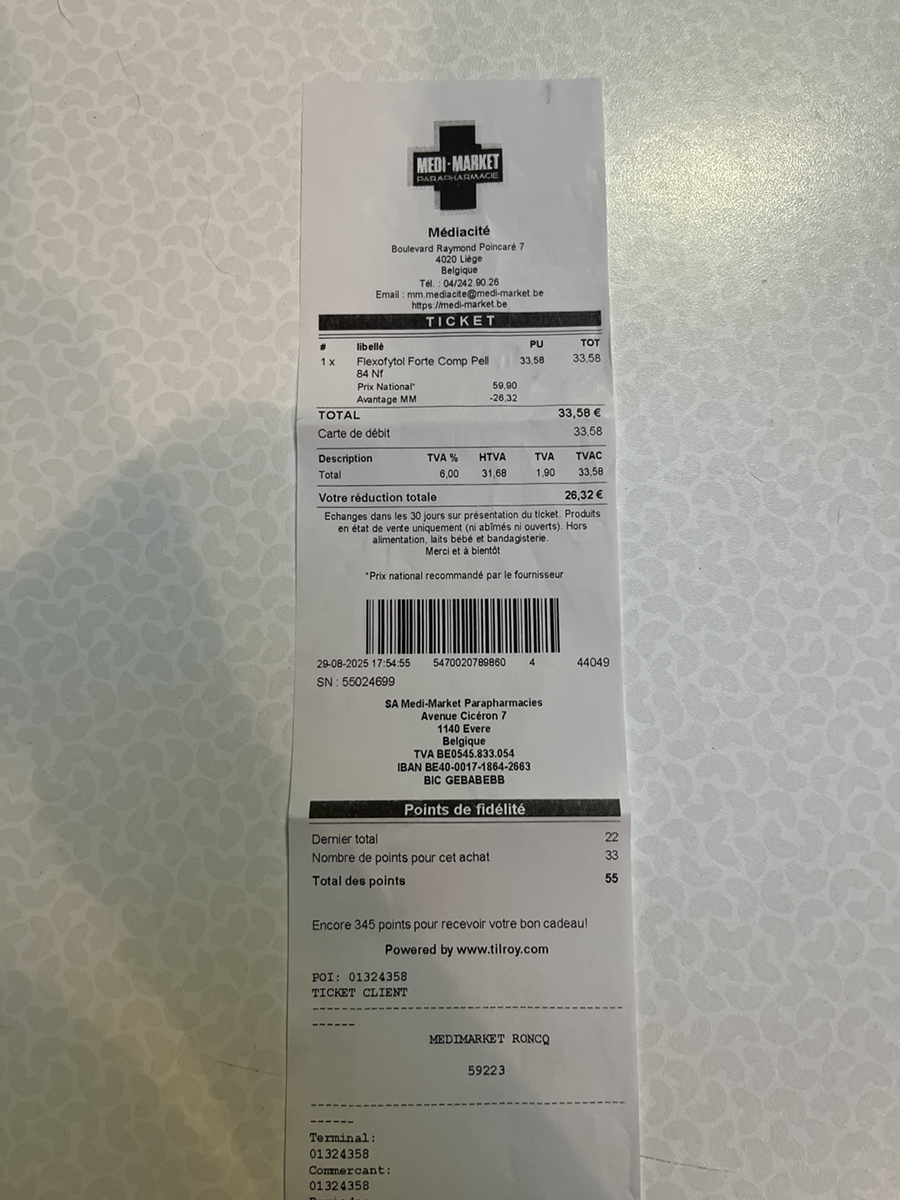 MEDI-MARKET
PARAPHARMACIE
Médiacité
Boulevard Raymond Poincaré 7
4020 Liège
Belgique
Tél. : 04/242.90.26
Email : mm.mediacite@medi-market.be
https://medi-market.be
TICKET
# libellé PU TOT
1 x Flexofytol Forte Comp Pell 33,58 33,58
84 Nf
Prix National* 59,90
Avantage MM -26,32
TOTAL 33,58 €
Carte de débit 33,58
Description TVA % HTVA TVA TVAC
Total 6,00 31,68 1,90 33,58
Votre réduction totale 26,32 €
Echanges dans les 30 jours sur présentation du ticket. Produits
en état de vente uniquement (ni abîmés ni ouverts). Hors
alimentation, laits bébé et bandagisterie.
Merci et à bientôt
*Prix national recommandé par le fournisseur
29-08-2025 17:54:55 5470020789860 4 44049
SN : 55024699
SA Medi-Market Parapharmacies
Avenue Cicéron 7
1140 Evere
Belgique
TVA BE0545.833.054
IBAN BE40-0017-1864-2663
BIC GEBABEBB
Points de fidélité
Dernier total 22
Nombre de points pour cet achat 33
Total des points 55
Encore 345 points pour recevoir votre bon cadeau!
Powered by www.tilroy.com
POI: 01324358
TICKET CLIENT
------------------------------------
------
MEDIMARKET RONCQ
59223
------------------------------------
------
Terminal:
01324358
Commercant:
01324358